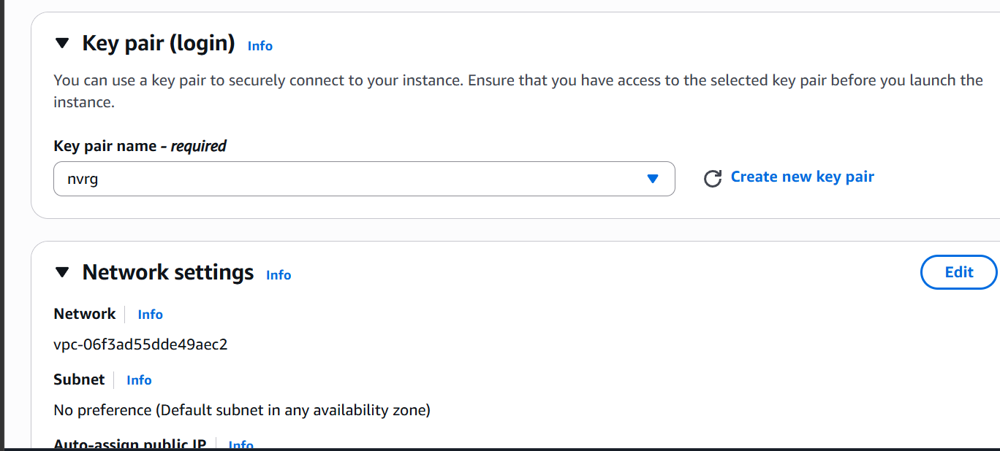 Key pair (login) Info
You can use a key pair to securely connect to your instance. Ensure that you have access to the selected key pair before you launch the
instance.
Key pair name - required
nvrg
Create new key pair
Network settings Info
Edit
Network Info
vpc-06f3ad55dde49aec2
Subnet Info
No preference (Default subnet in any availability zone)
Auto-assign public IP Info